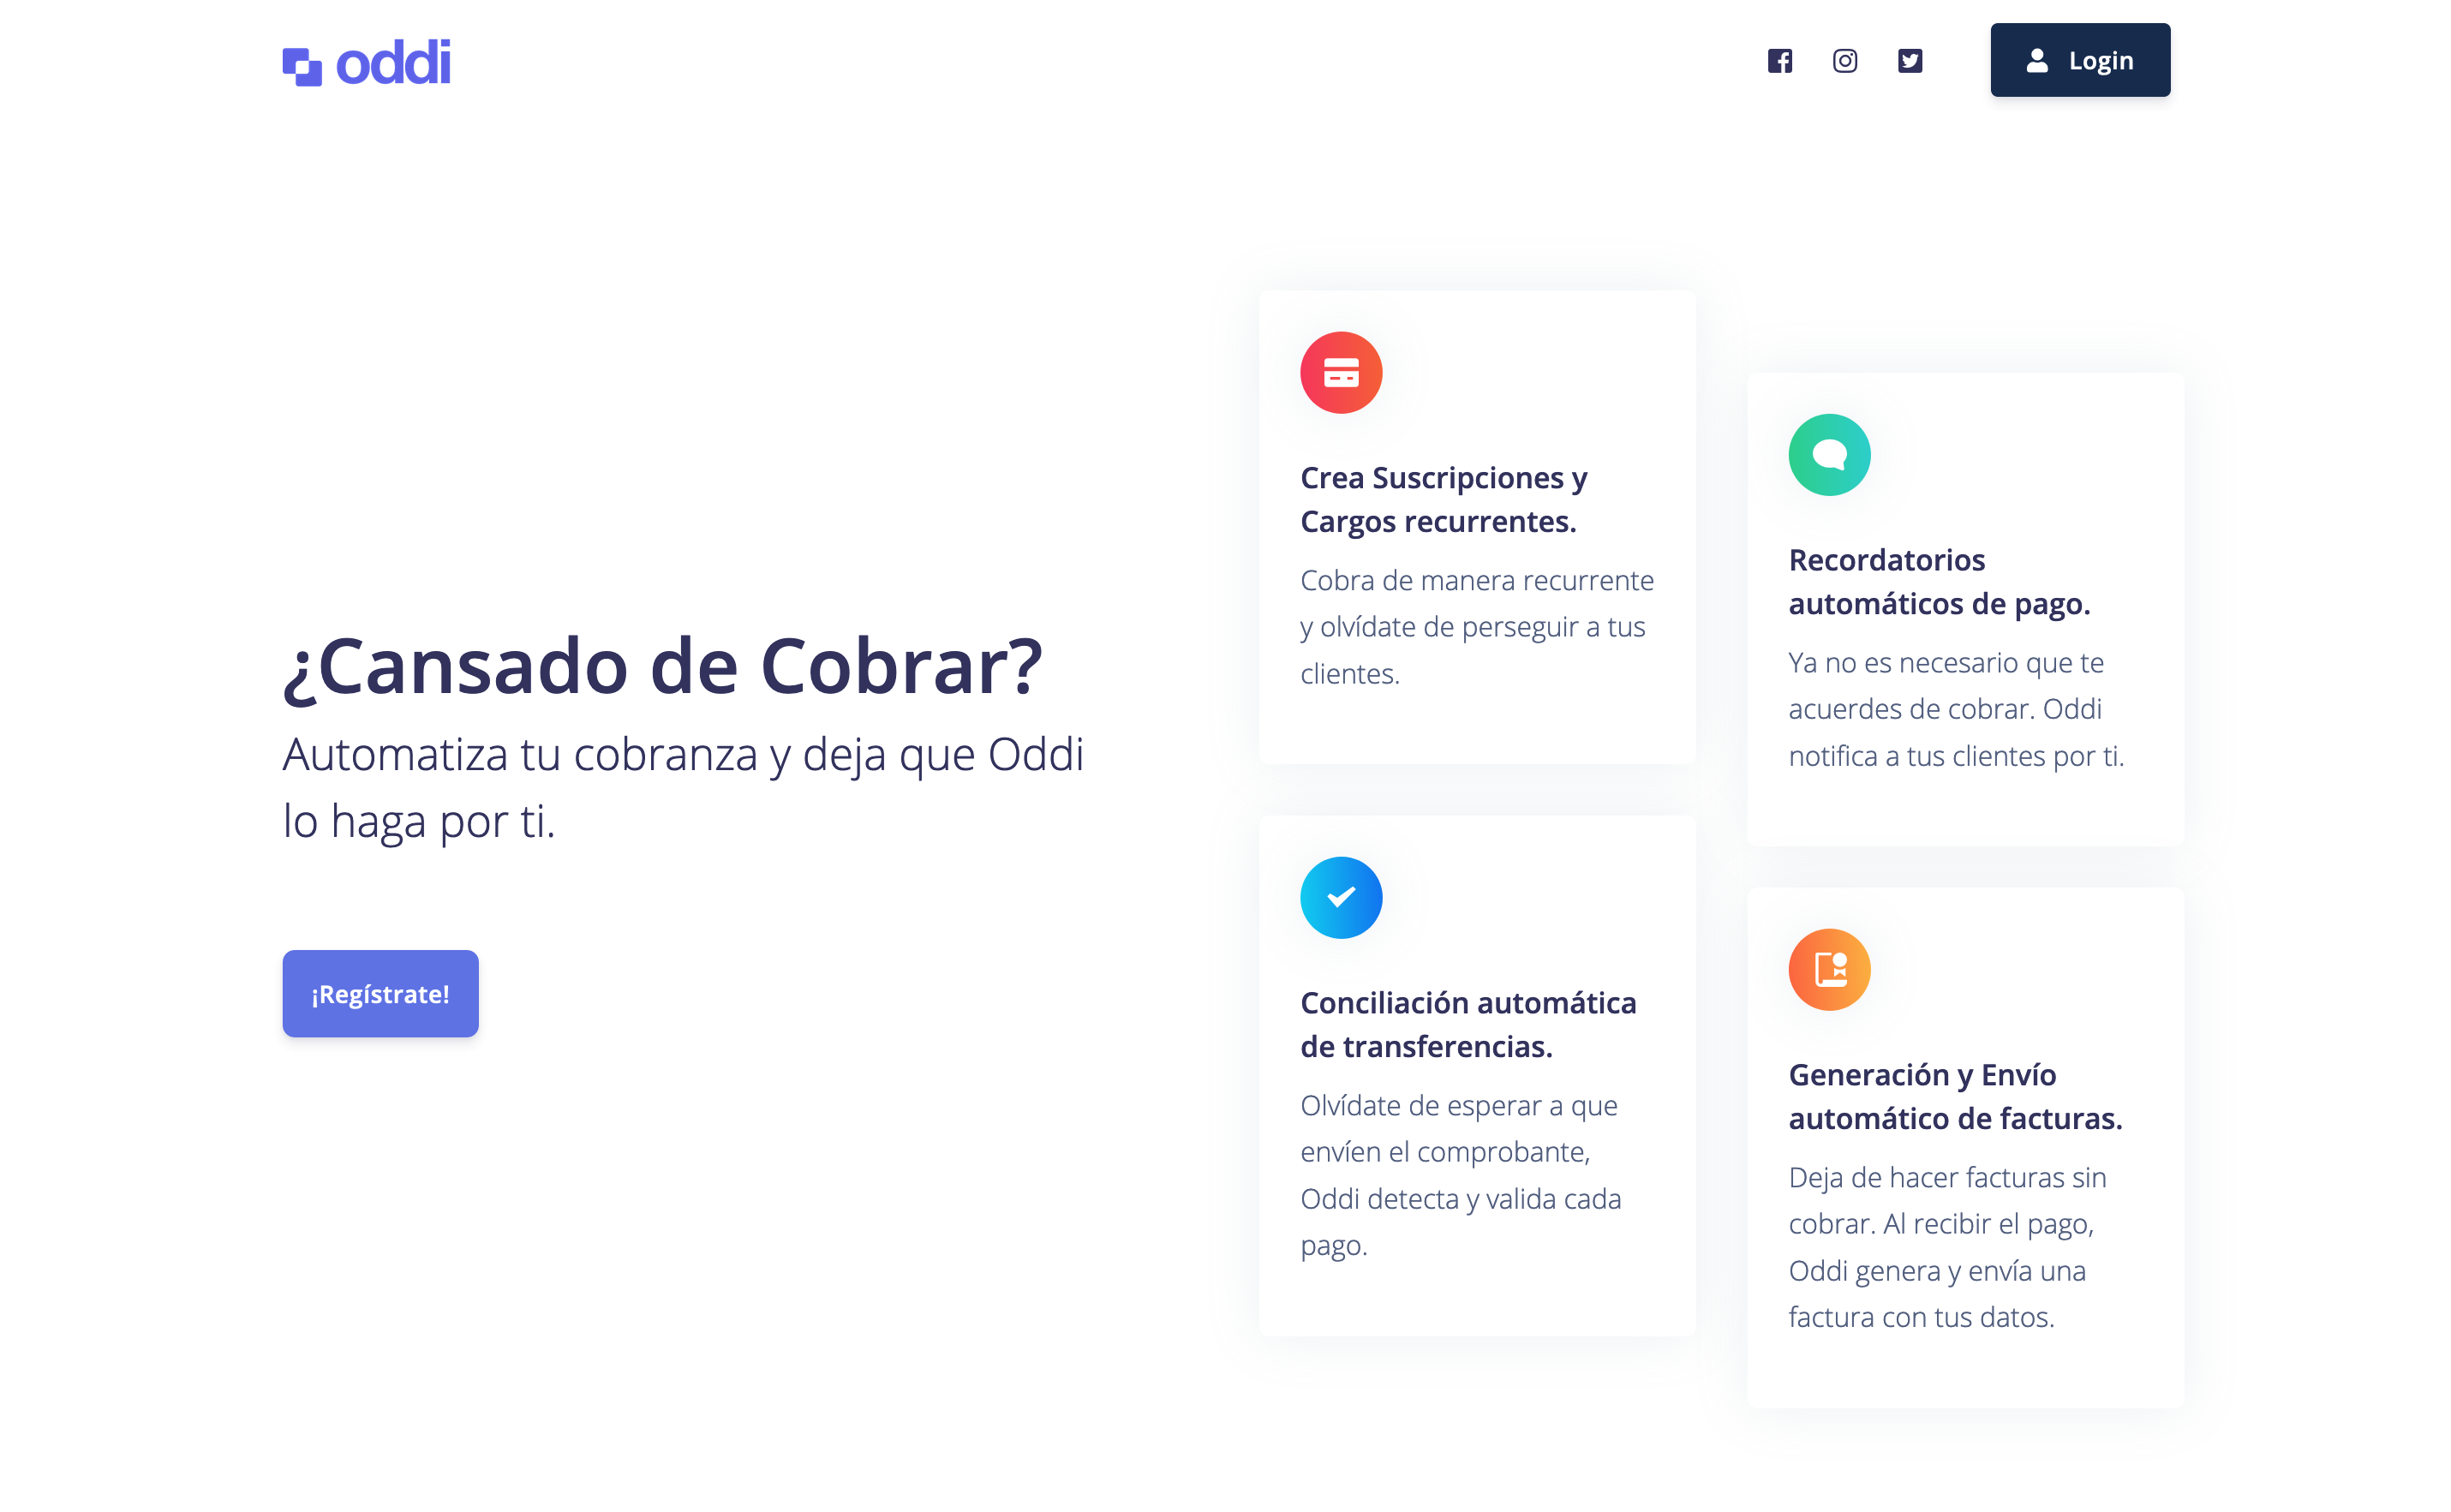 oddi
Login
¿Cansado de Cobrar?
Automatiza tu cobranza y deja que Oddi
lo haga por ti.
¡Regístrate!
Crea Suscripciones y
Cargos recurrentes.
Cobra de manera recurrente
y olvídate de perseguir a tus
clientes.
Conciliación automática
de transferencias.
Olvídate de esperar a que
envíen el comprobante,
Oddi detecta y valida cada
pago.
Recordatorios
automáticos de pago.
Ya no es necesario que te
acuerdes de cobrar. Oddi
notifica a tus clientes por ti.
Generación y Envío
automático de facturas.
Deja de hacer facturas sin
cobrar. Al recibir el pago,
Oddi genera y envía una
factura con tus datos.